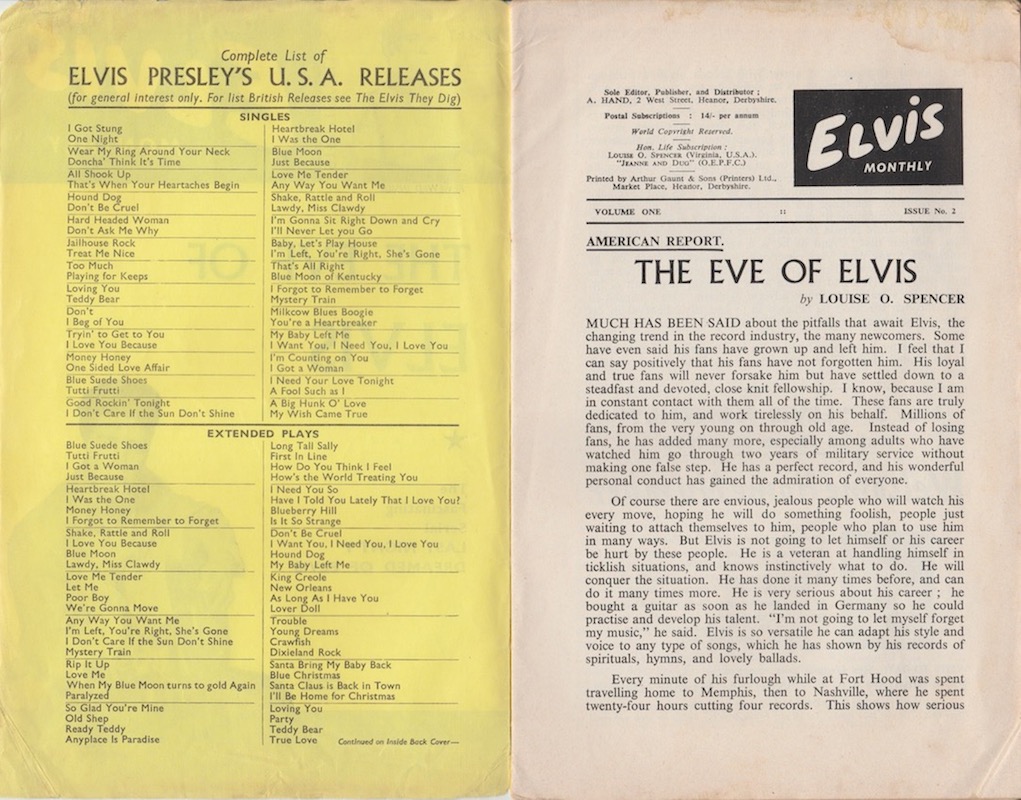 Complete List of
ELVIS PRESLEY'S U.S.A. RELEASES
(for general interest only. For list British Releases see The Elvis They Dig)
SINGLES
I Got Stung
One Night
Wear My Ring Around Your Neck
Doncha' Think It's Time
All Shook Up
That's When Your Heartaches Begin
Hound Dog
Don't Be Cruel
Hard Headed Woman
Don't Ask Me Why
Jailhouse Rock
Treat Me Nice
Too Much
Playing for Keeps
Loving You
Teddy Bear
Don't
I Beg of You
Tryin' to Get to You
I Love You Because
Money Honey
One Sided Love Affair
Blue Suede Shoes
Tutti Frutti
Good Rockin' Tonight
I Don't Care If the Sun Don't Shine
Heartbreak Hotel
I Was the One
Blue Moon
Just Because
Love Me Tender
Any Way You Want Me
Shake, Rattle and Roll
Lawdy, Miss Clawdy
I'm Gonna Sit Right Down and Cry
I'll Never Let you Go
Baby, Let's Play House
I'm Left, You're Right, She's Gone
That's All Right
Blue Moon of Kentucky
I Forgot to Remember to Forget
Mystery Train
Milkcow Blues Boogie
You're a Heartbreaker
My Baby Left Me
I Want You, I Need You, I Love You
I'm Counting on You
I Got a Woman
I Need Your Love Tonight
A Fool Such as I
A Big Hunk O' Love
My Wish Came True
EXTENDED PLAYS
Blue Suede Shoes
Tutti Frutti
I Got a Woman
Just Because
Heartbreak Hotel
I Was the One
Money Honey
I Forgot to Remember to Forget
Shake, Rattle and Roll
I Love You Because
Blue Moon
Lawdy, Miss Clawdy
Love Me Tender
Let Me
Poor Boy
We're Gonna Move
Any Way You Want Me
I'm Left, You're Right, She's Gone
I Don't Care If the Sun Don't Shine
Mystery Train
Rip It Up
Love Me
When My Blue Moon turns to gold Again
Paralyzed
So Glad You're Mine
Old Shep
Ready Teddy
Anyplace Is Paradise
Long Tall Sally
First In Line
How Do You Think I Feel
How's the World Treating You
I Need You So
Have I Told You Lately That I Love You?
Blueberry Hill
Is It So Strange
Don't Be Cruel
I Want You, I Need You, I Love You
Hound Dog
My Baby Left Me
King Creole
New Orleans
As Long As I Have You
Lover Doll
Trouble
Young Dreams
Crawfish
Dixieland Rock
Santa Bring My Baby Back
Blue Christmas
Santa Claus is Back in Town
I'll Be Home for Christmas
Loving You
Party
Teddy Bear
True Love
Continued on Inside Back Cover—
Sole Editor, Publisher, and Distributor ;
A. HAND, 2 West Street, Heanor, Derbyshire.
Postal Subscriptions : 14/- per annum
World Copyright Reserved.
Hon. Life Subscription :
LOUISE O. SPENCER (Virginia, U.S.A.).
"JEANNE AND DUG" (O.E.P.F.C.)
Printed by Arthur Gaunt & Sons (Printers) Ltd.,
Market Place, Heanor, Derbyshire.
ELVIS
MONTHLY
VOLUME ONE :: ISSUE No. 2
AMERICAN REPORT.
THE EVE OF ELVIS
by LOUISE O. SPENCER
MUCH HAS BEEN SAID about the pitfalls that await Elvis, the
changing trend in the record industry, the many newcomers. Some
have even said his fans have grown up and left him. I feel that I
can say positively that his fans have not forgotten him. His loyal
and true fans will never forsake him but have settled down to a
steadfast and devoted, close knit fellowship. I know, because I am
in constant contact with them all of the time. These fans are truly
dedicated to him, and work tirelessly on his behalf. Millions of
fans, from the very young on through old age. Instead of losing
fans, he has added many more, especially among adults who have
watched him go through two years of military service without
making one false step. He has a perfect record, and his wonderful
personal conduct has gained the admiration of everyone.
Of course there are envious, jealous people who will watch his
every move, hoping he will do something foolish, people just
waiting to attach themselves to him, people who plan to use him
in many ways. But Elvis is not going to let himself or his career
be hurt by these people. He is a veteran at handling himself in
ticklish situations, and knows instinctively what to do. He will
conquer the situation. He has done it many times before, and can
do it many times more. He is very serious about his career ; he
bought a guitar as soon as he landed in Germany so he could
practise and develop his talent. "I'm not going to let myself forget
my music," he said. Elvis is so versatile he can adapt his style and
voice to any type of songs, which he has shown by his records of
spirituals, hymns, and lovely ballads.
Every minute of his furlough while at Fort Hood was spent
travelling home to Memphis, then to Nashville, where he spent
twenty-four hours cutting four records. This shows how serious